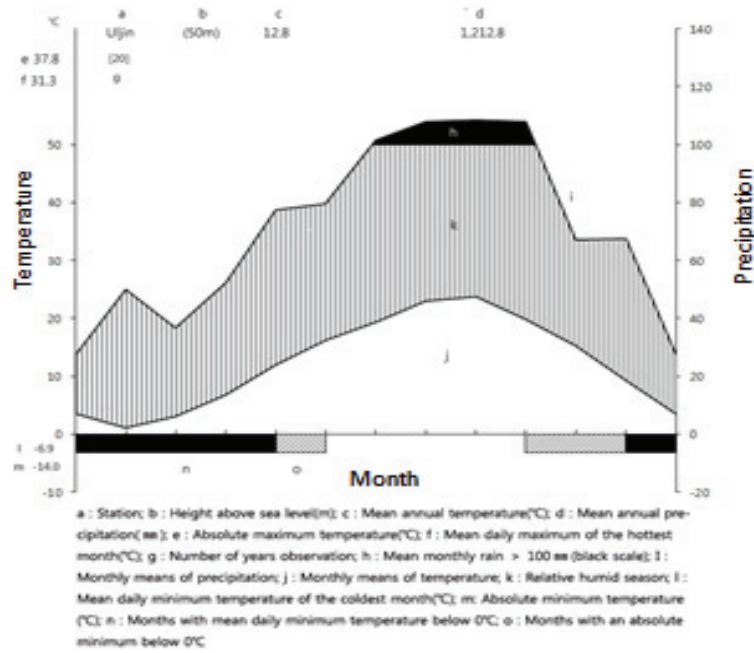 ℃ a b c d
Uljin (50m) 12.8 1,212.8 140
e 37.8 [20]
f 31.3 g 120
50 h 100
i
40 80
k
30 60
20 40
j
10 20
0 0
l -6.9
m -14.0 n o
-10 Month -20
Temperature
Precipitation
a : Station; b : Height above sea level(m); c : Mean annual temperature(℃); d : Mean annual pre-
cipitation( ㎜ ); e : Absolute maximum temperature(℃); f : Mean daily maximum of the hottest
month(℃); g : Number of years observation; h : Mean monthly rain > 100 ㎜ (black scale); I :
Monthly means of precipitation; j : Monthly means of temperature; k : Relative humid season; l :
Mean daily minimum temperature of the coldest month(℃); m: Absolute minimum temperature
(℃); n : Months with mean daily minimum temperature below 0℃; o : Months with an absolute
minimum below 0℃